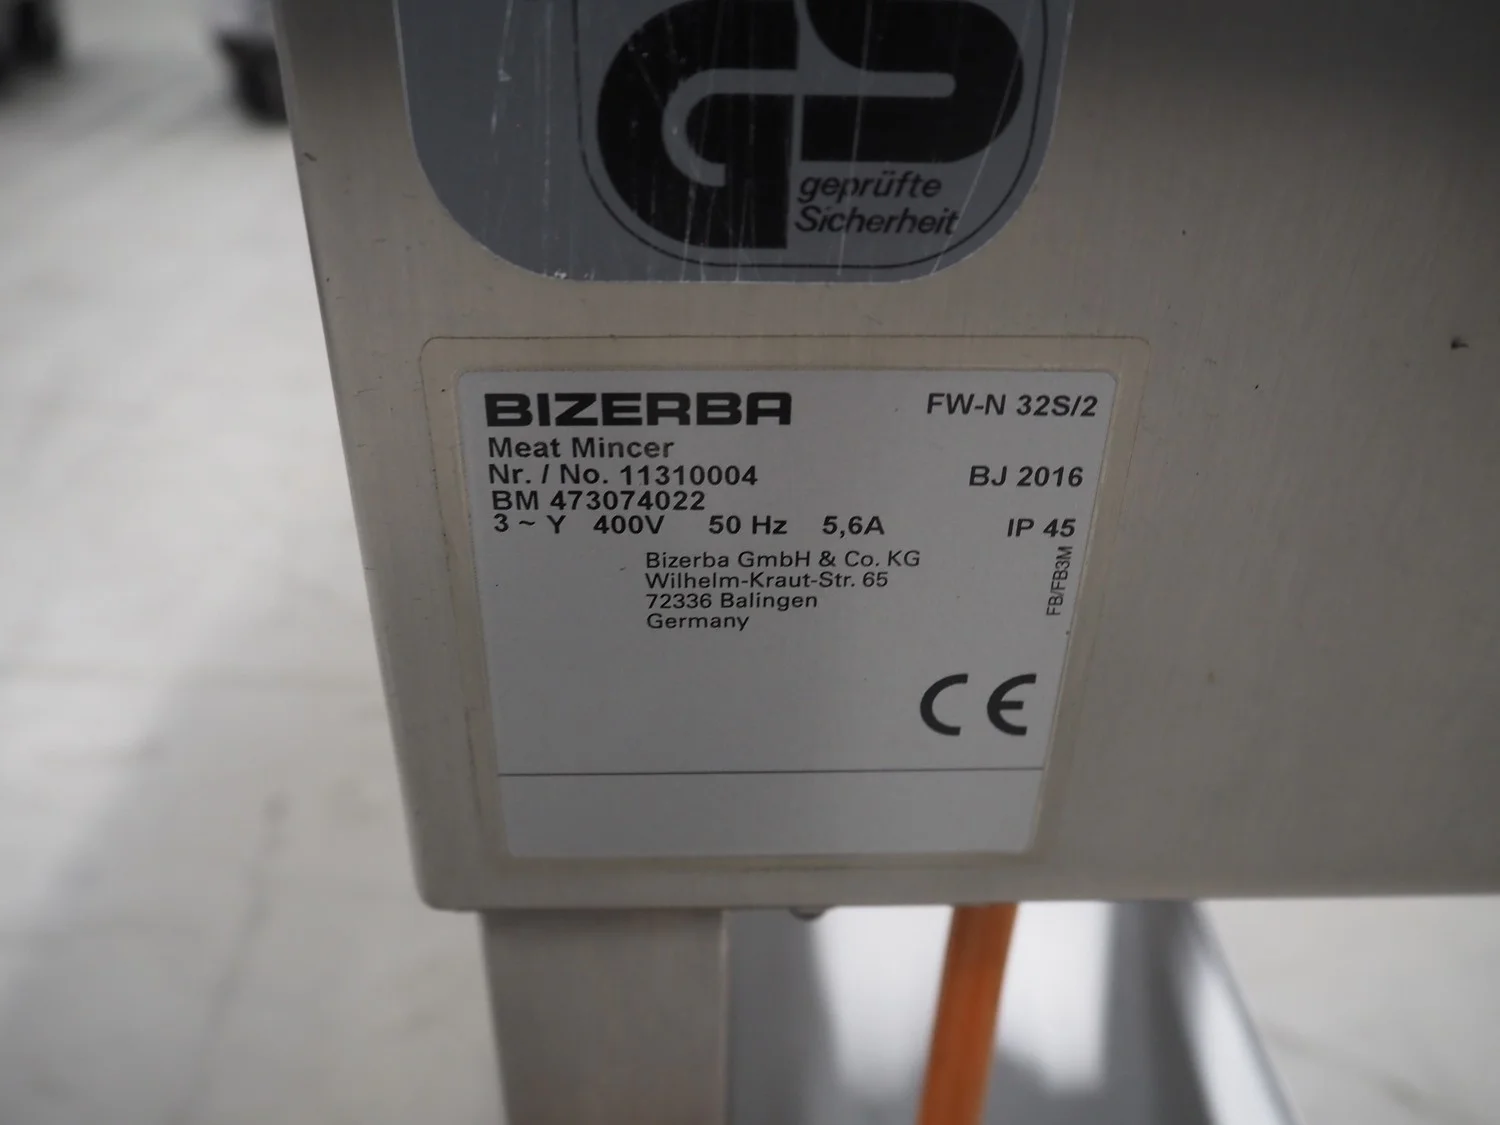 geprüfte
Sicherheit
BIZERBA FW-N 32S/2
Meat Mincer
Nr. / No. 11310004 BJ 2016
BM 473074022
3 ~ Y 400V 50 Hz 5,6A IP 45
Bizerba GmbH & Co. KG
Wilhelm-Kraut-Str. 65
72336 Balingen
Germany
FB/FB3M
CE